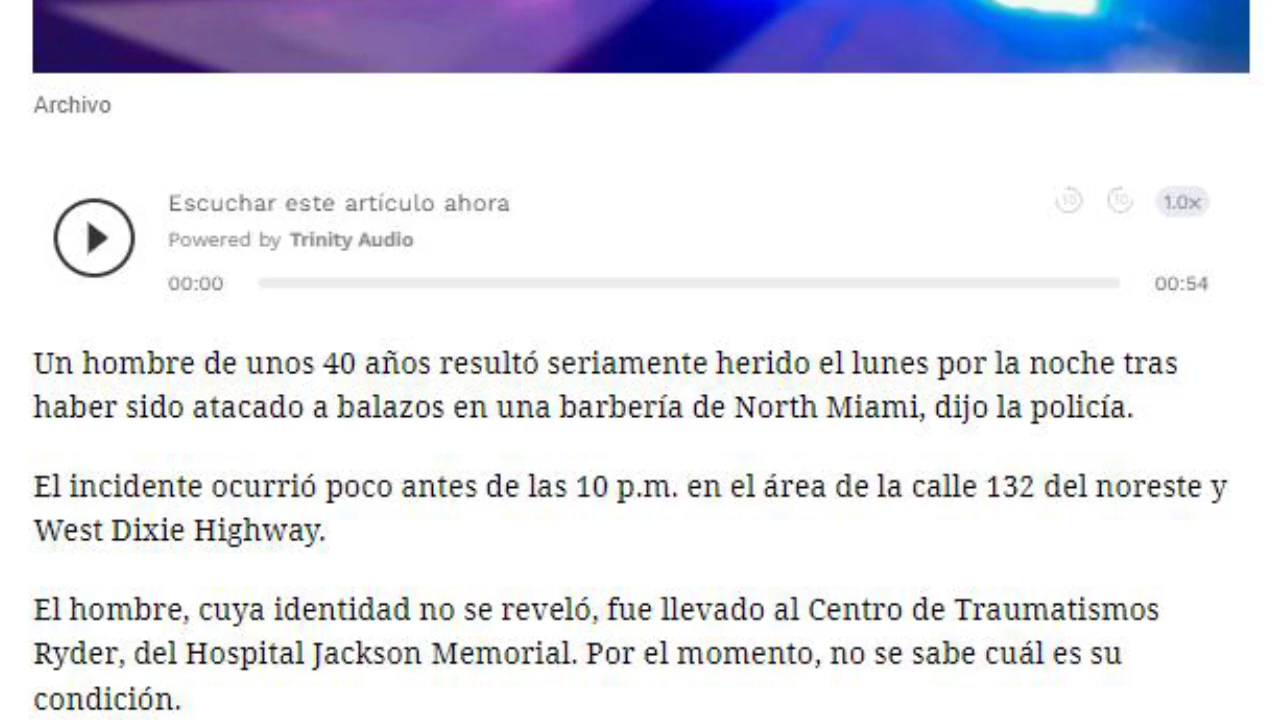 Archivo
Escuchar este artículo ahora
10 10 1.0x
Powered by Trinity Audio
00:00 00:54
Un hombre de unos 40 años resultó seriamente herido el lunes por la noche tras
haber sido atacado a balazos en una barbería de North Miami, dijo la policía.
El incidente ocurrió poco antes de las 10 p.m. en el área de la calle 132 del noreste y
West Dixie Highway.
El hombre, cuya identidad no se reveló, fue llevado al Centro de Traumatismos
Ryder, del Hospital Jackson Memorial. Por el momento, no se sabe cuál es su
condición.